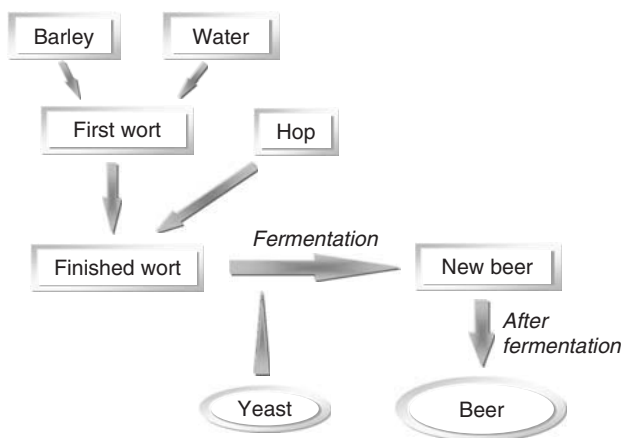 Barley
Water
First wort
Hop
Fermentation
Finished wort
New beer
After
fermentation
Yeast
Beer